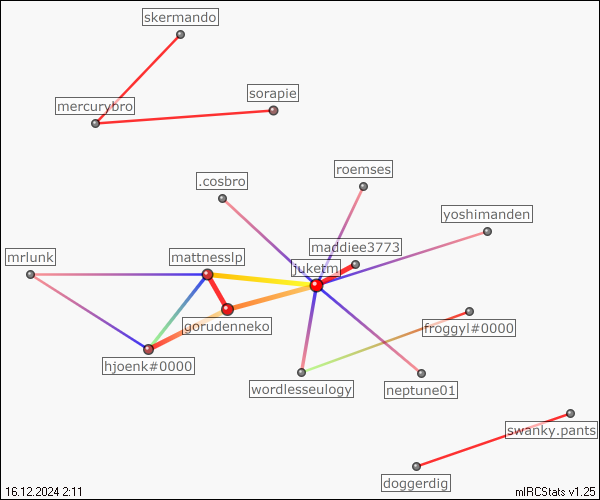 skermando
sorapie
mercurybro
roemses
.cosbro
yoshimanden
maddiee3773
mrlunk
mattnesslp
juketm
gorudenneko
froggyl#0000
hjoenk#0000
wordlesseulogy
neptune01
swanky.pants
doggerdig
16.12.2024 2:11
mIRCStats v1.25